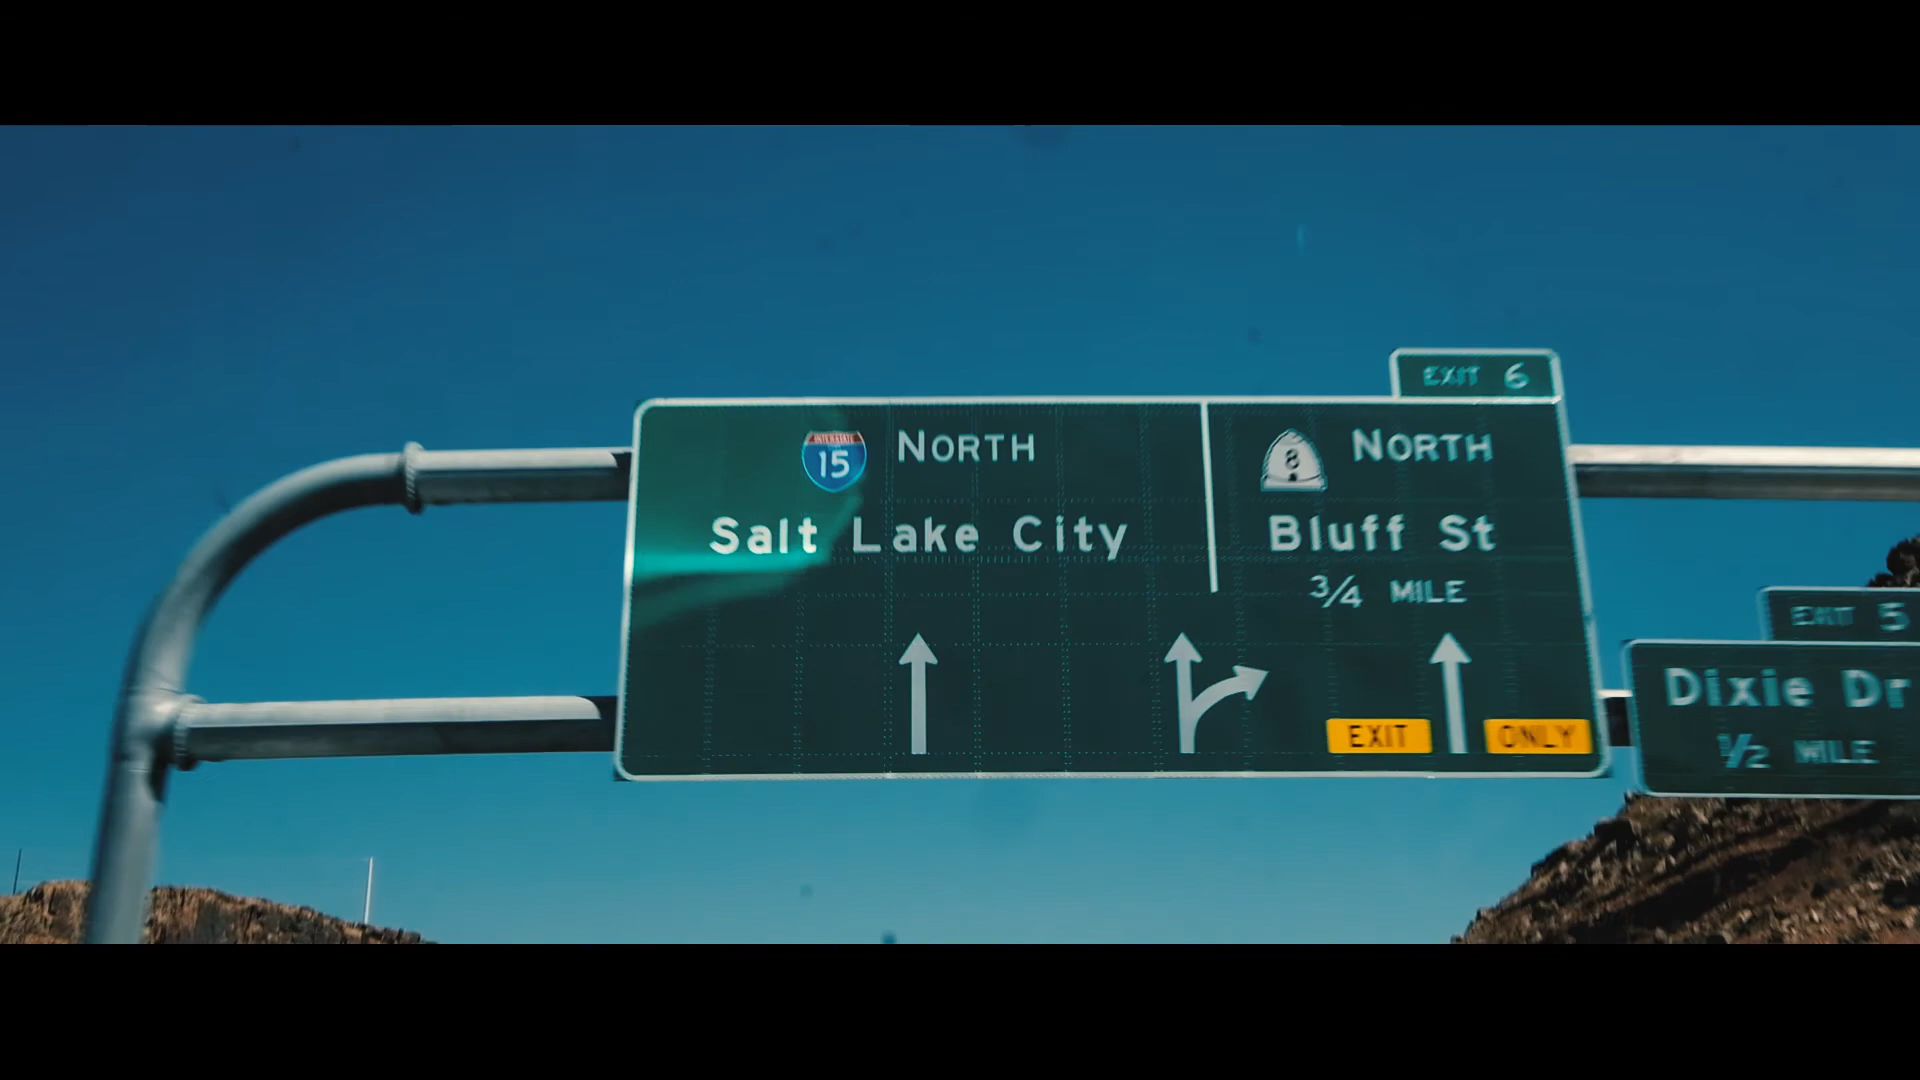 EXIT 6
INTERSTATE
15 NORTH
Salt Lake City
8 NORTH
Bluff St
3/4 MILE
EXIT ONLY
EXIT 5
Dixie Dr
1/2 MILE